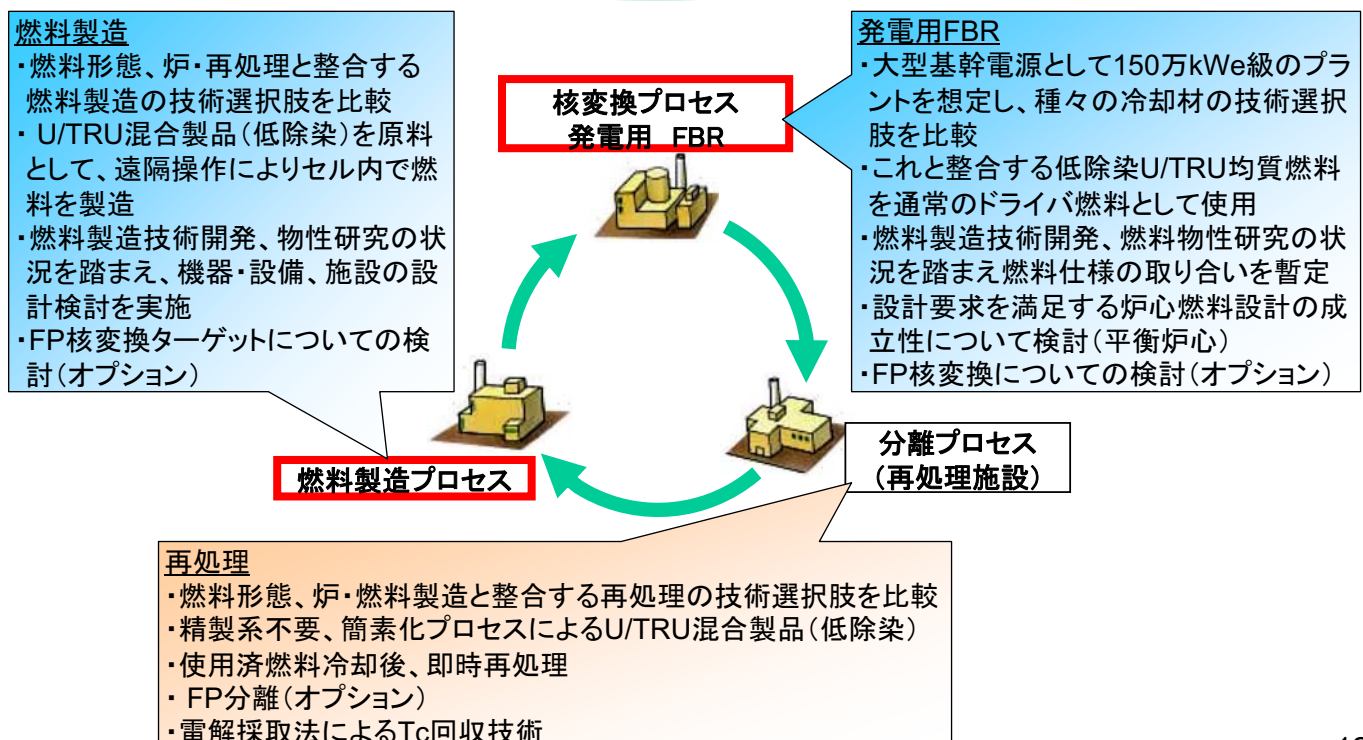 燃料製造
・燃料形態、炉・再処理と整合する
燃料製造の技術選択肢を比較
・ U/TRU混合製品（低除染）を原料
として、遠隔操作によりセル内で燃
料を製造
・燃料製造技術開発、物性研究の状
況を踏まえ、機器・設備、施設の設
計検討を実施
・FP核変換ターゲットについての検
討（オプション）
核変換プロセス
発電用 FBR
発電用FBR
・大型基幹電源として150万kWe級のプラ
ントを想定し、種々の冷却材の技術選択
肢を比較
・これと整合する低除染U/TRU均質燃料
を通常のドライバ燃料として使用
・燃料製造技術開発、燃料物性研究の状
況を踏まえ燃料仕様の取り合いを暫定
・設計要求を満足する炉心燃料設計の成
立性について検討（平衡炉心）
・FP核変換についての検討（オプション）
燃料製造プロセス
分離プロセス
（再処理施設）
再処理
・燃料形態、炉・燃料製造と整合する再処理の技術選択肢を比較
・精製系不要、簡素化プロセスによるU/TRU混合製品（低除染）
・使用済燃料冷却後、即時再処理
・ FP分離（オプション）
・電解採取法によるTc回収技術